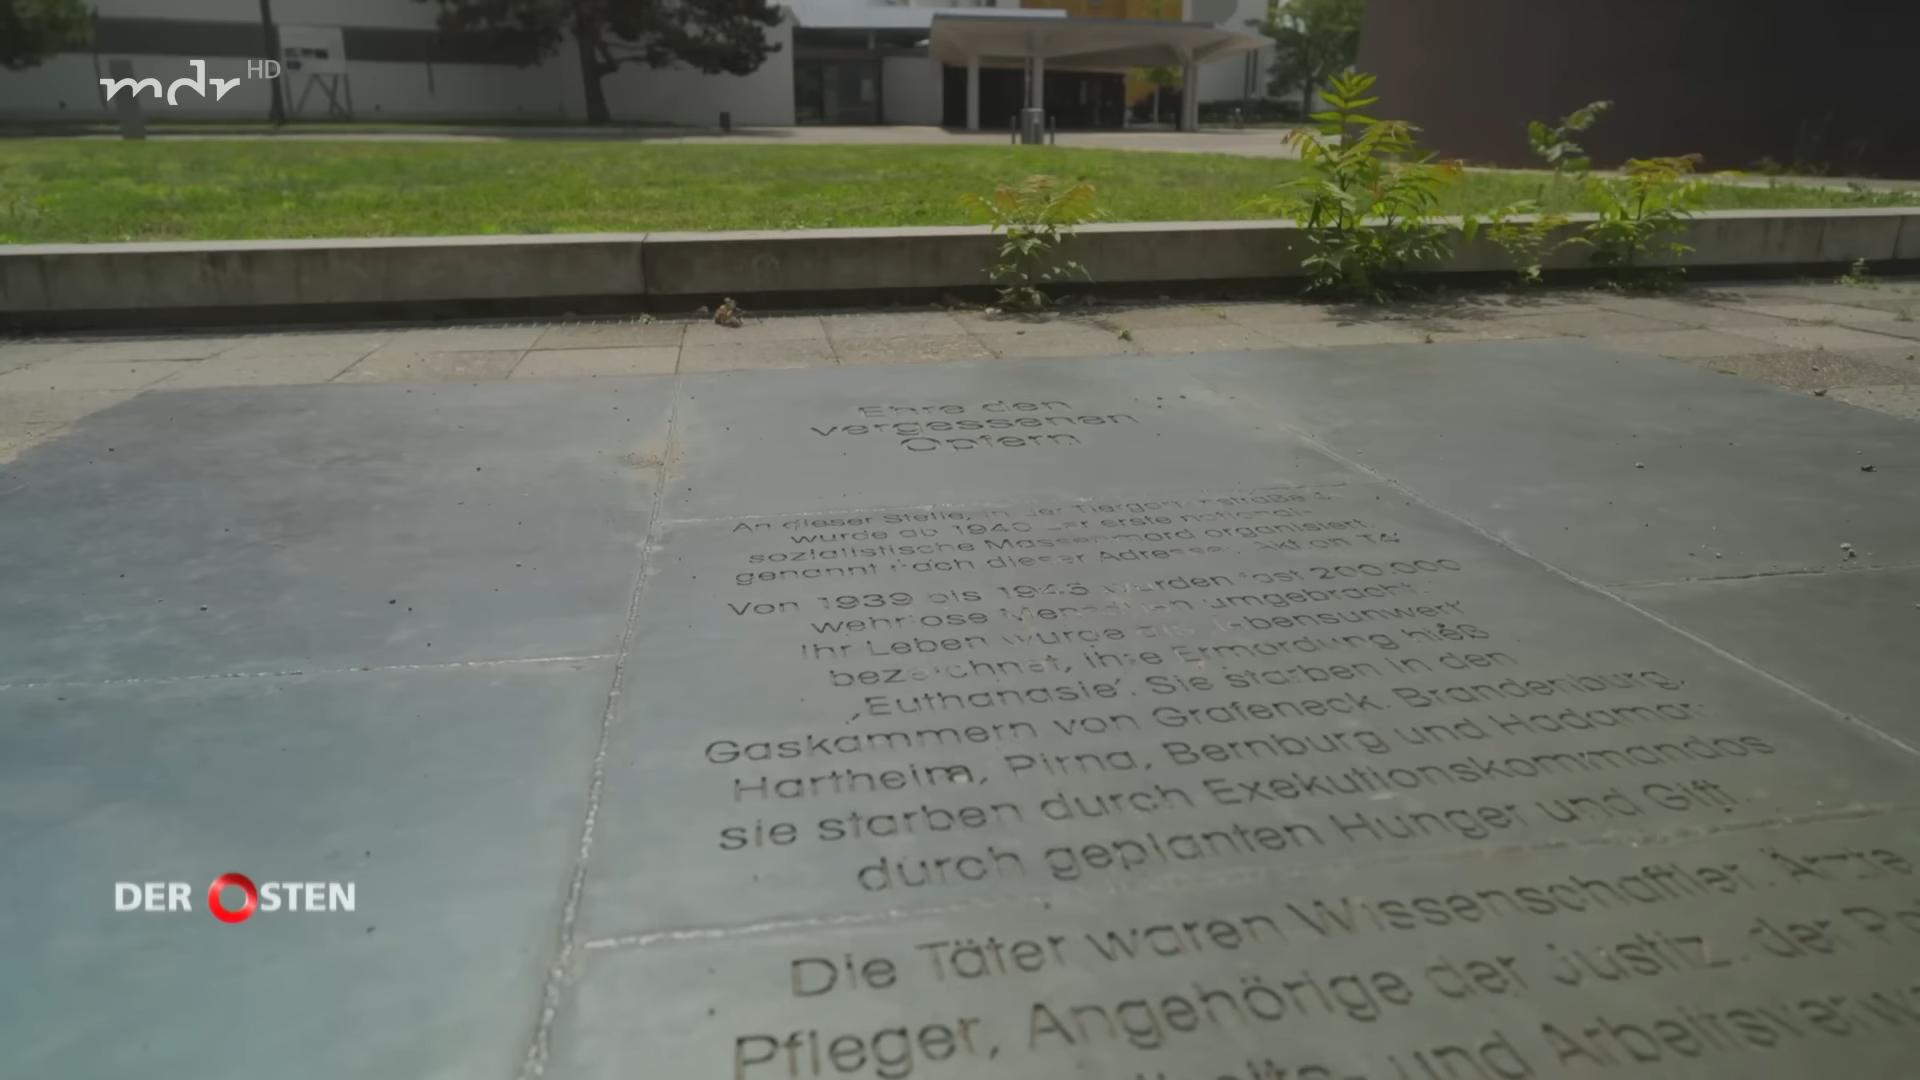 mdr HD
Ehre den
vergessenen
Opfern
An dieser Stelle, in der Tiergartenstraße 4,
wurde ab 1940 der erste national-
sozialistische Massenmord organisiert,
genannt nach dieser Adresse: 'Aktion T4'
Von 1939 bis 1945 wurden fast 200.000
wehrlose Menschen umgebracht.
Ihr Leben wurde als 'lebensunwert'
bezeichnet, ihre Ermordung hieß
'Euthanasie'. Sie starben in den
Gaskammern von Grafeneck, Brandenburg,
Hartheim, Pirna, Bernburg und Hadamar.
sie starben durch Exekutionskommandos
durch geplanten Hunger und Gift.
Die Täter waren Wissenschaftler, Ärzte
Pfleger, Angehörige der Justiz, der
und
DER OSTEN